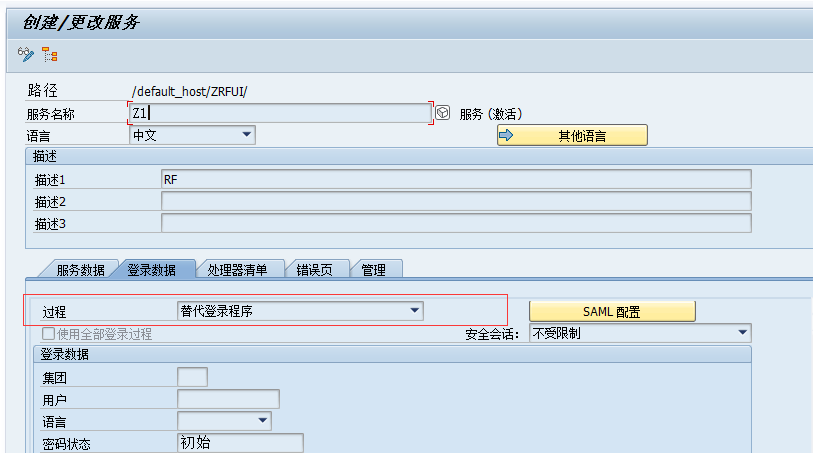 创建/更改服务
路径 /default_host/ZRFUI/
服务名称 Z1 服务 (激活)
语言 中文 其他语言
描述
描述1 RF
描述2
描述3
服务数据 登录数据 处理器清单 错误页 管理
过程 替代登录程序 SAML 配置
使用全部登录过程 安全会话: 不受限制
登录数据
集团
用户
语言
密码状态 初始